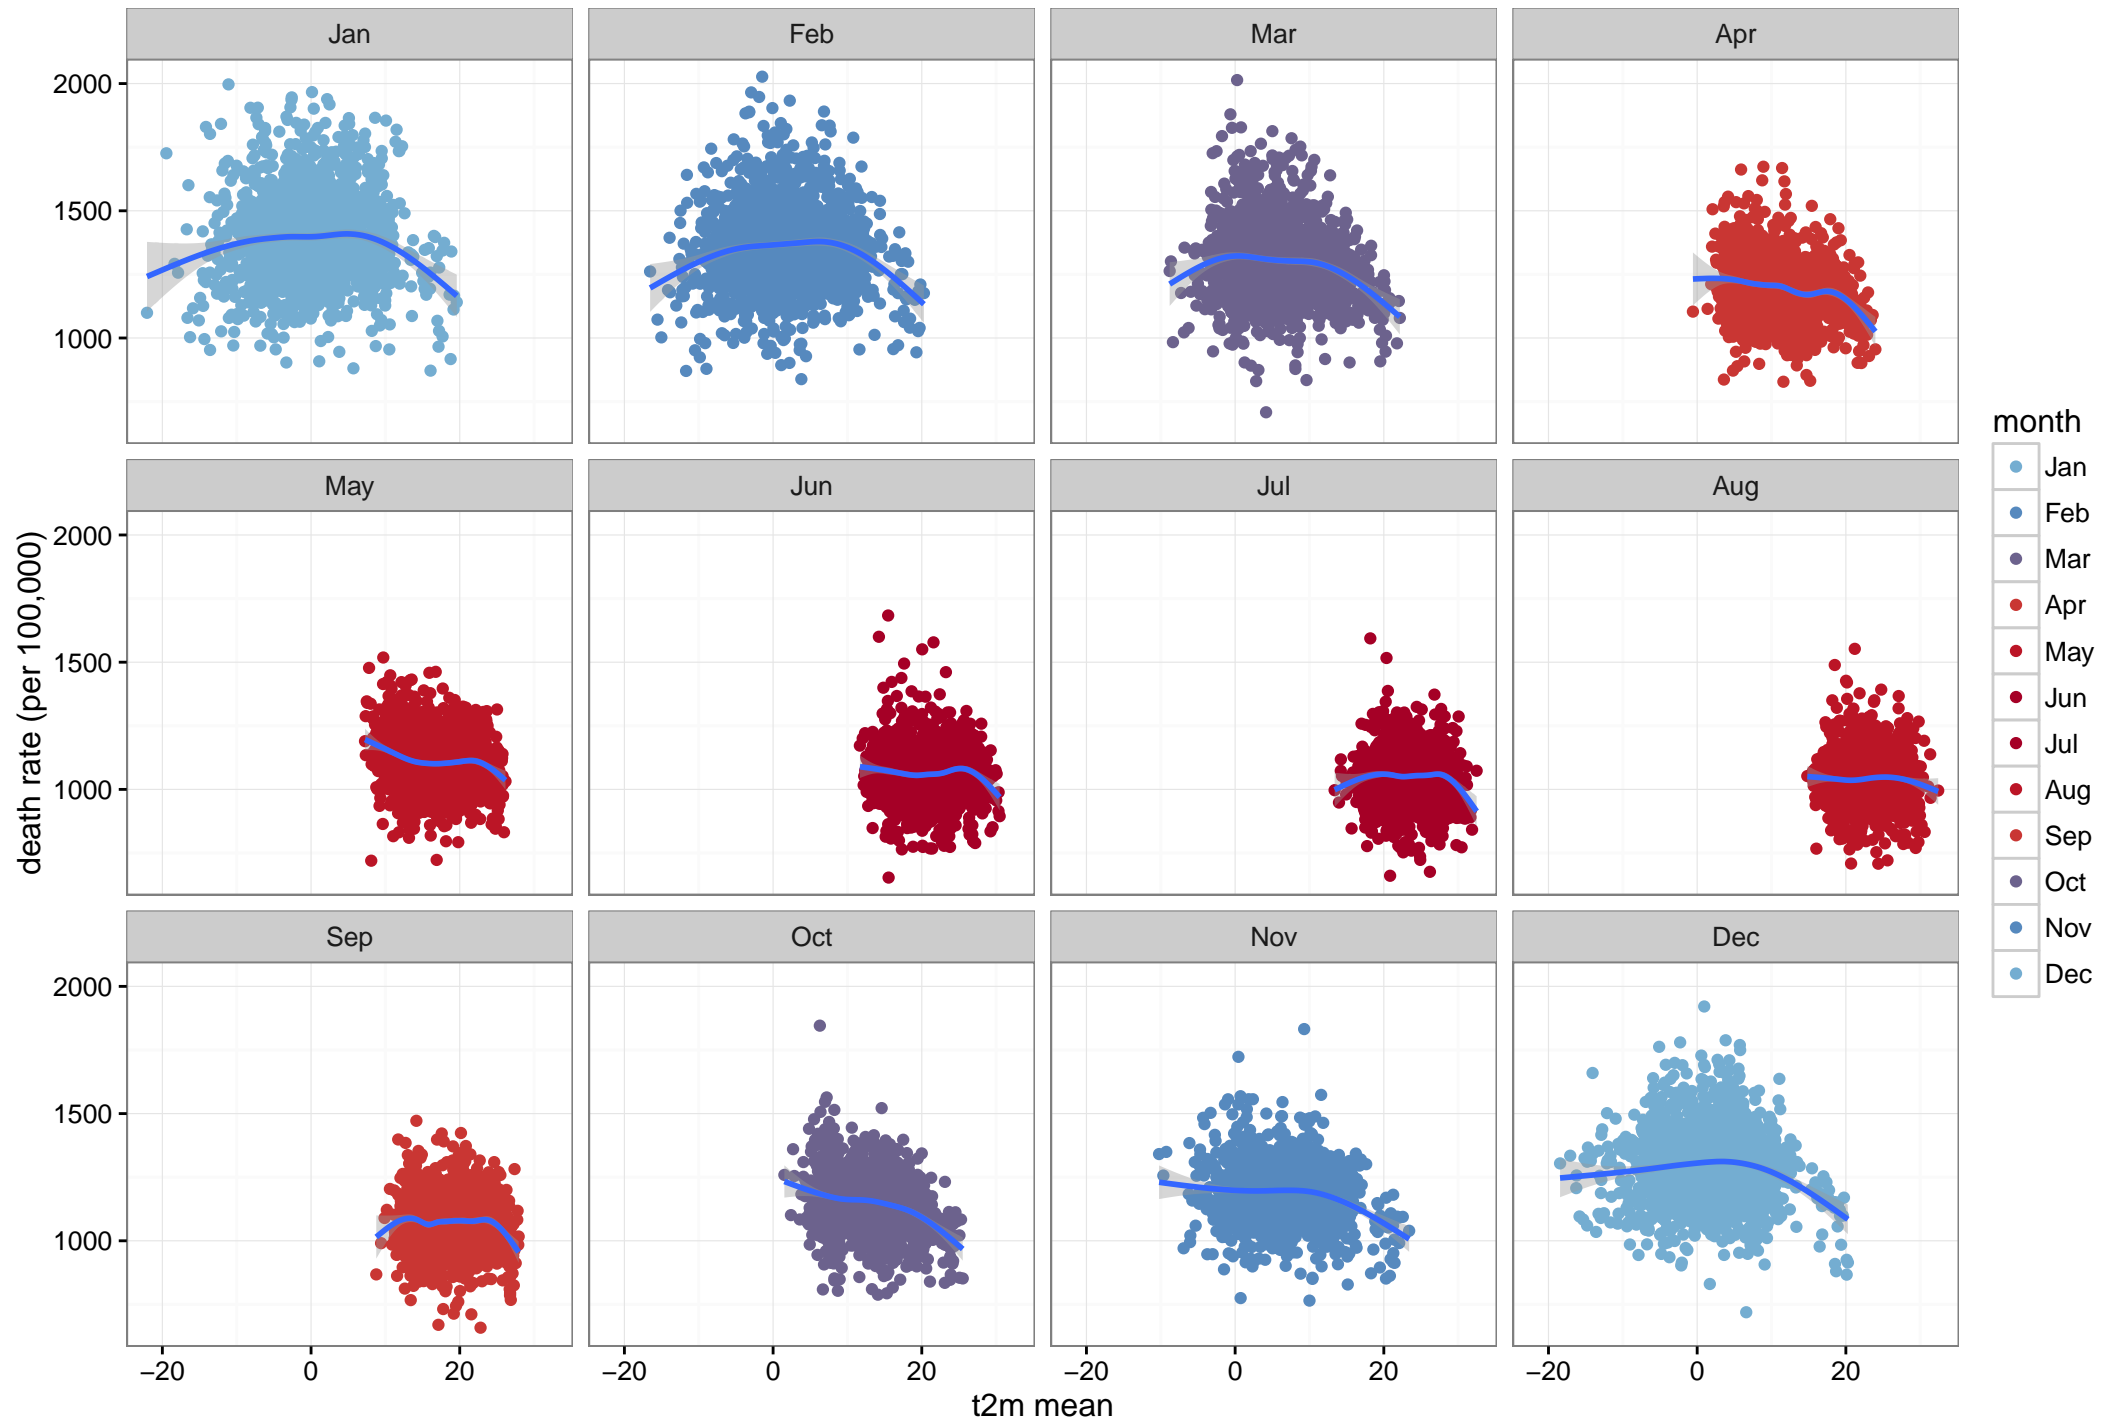 Jan Feb Mar Apr
2000
1500
1000
May Jun Jul Aug
2000
1500
1000
Sep Oct Nov Dec
2000
1500
1000
−20 0 20 −20 0 20 −20 0 20 −20 0 20
t2m mean
death rate (per 100,000)
month
Jan
Feb
Mar
Apr
May
Jun
Jul
Aug
Sep
Oct
Nov
Dec